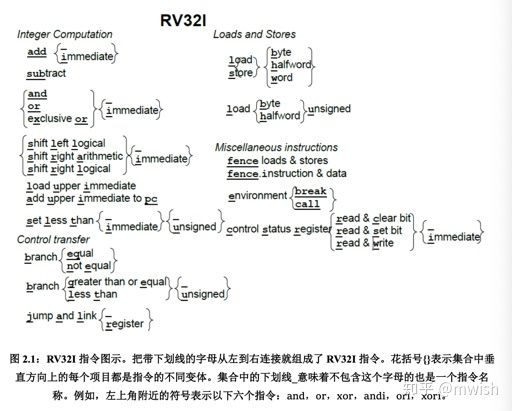 RV32I
Integer Computation
add { _ immediate }
subtract
{ and or exclusive or } { _ immediate }
{ shift left logical shift right arithmetic shift right logical } { _ immediate }
load upper immediate
add upper immediate to pc
set less than { _ immediate } { _ unsigned }
Control transfer
branch { equal not equal }
branch { greater than or equal less than } { _ unsigned }
jump and link { _ register }
Loads and Stores
{ load store } { byte halfword word }
load { byte halfword } unsigned
Miscellaneous instructions
fence loads & stores
fence.instruction & data
environment { break call }
control status register { read & clear bit read & set bit read & write } { _ immediate }
图 2.1：RV32I 指令图示。把带下划线的字母从左到右连接就组成了 RV32I 指令。花括号{}表示集合中垂
直方向上的每个项目都是指令的不同变体。集合中的下划线_意味着不包含这个字母的也是一个指令名
称。例如，左上角附近的符号表示以下六个指令：and，or，xor，andi，ori，xori。
知乎 @mwish